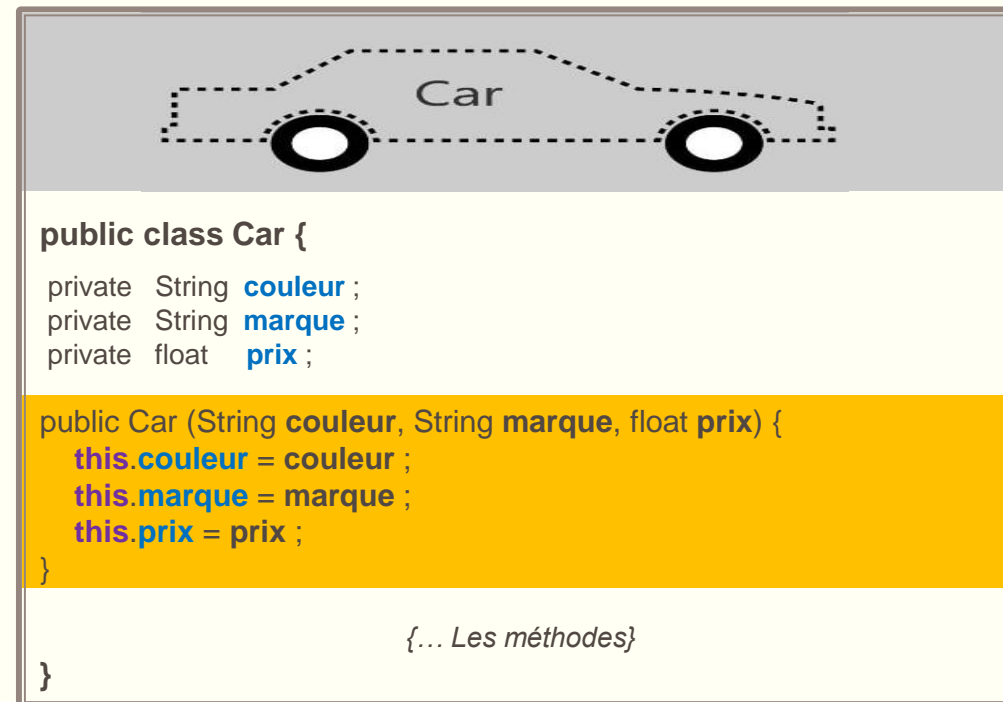 Car
public class Car {
private String couleur ;
private String marque ;
private float prix ;
public Car (String couleur, String marque, float prix) {
this.couleur = couleur ;
this.marque = marque ;
this.prix = prix ;
}
{… Les méthodes}
}